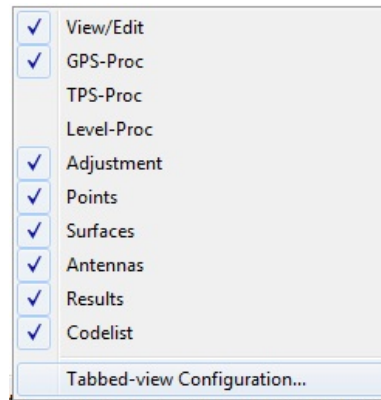 View/Edit
GPS-Proc
TPS-Proc
Level-Proc
Adjustment
Points
Surfaces
Antennas
Results
Codelist
Tabbed-view Configuration...